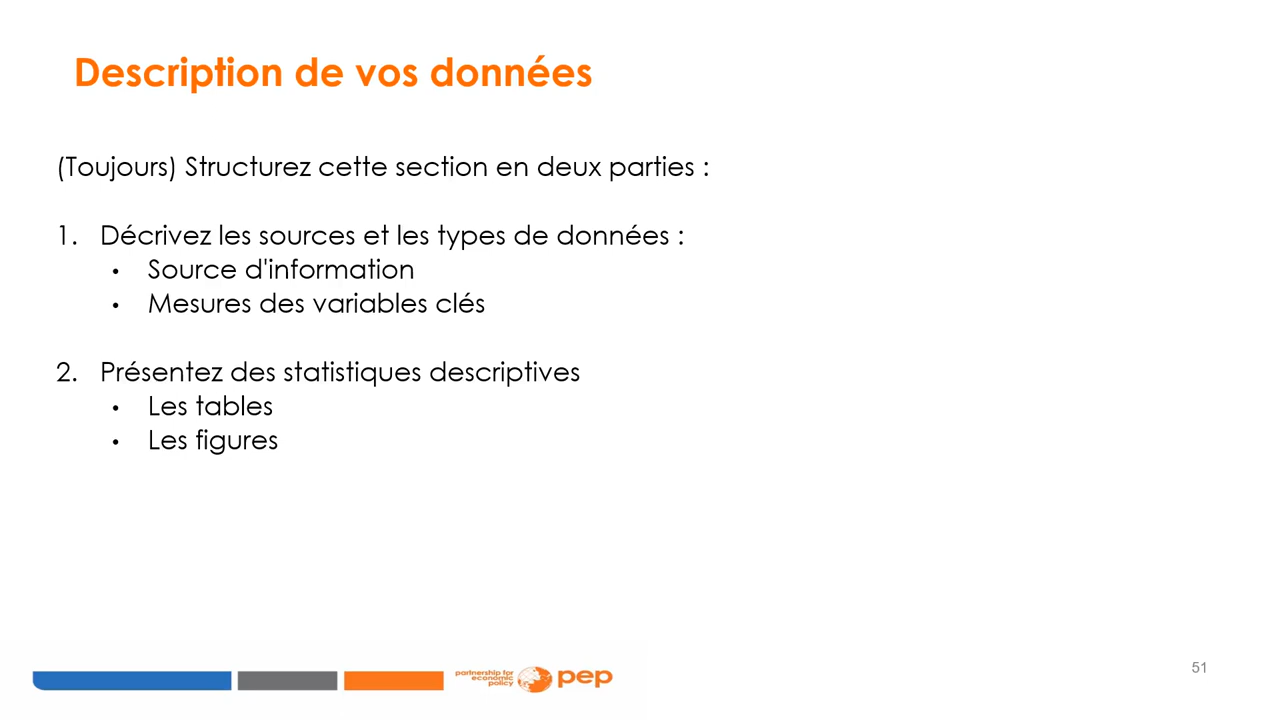 Description de vos données
(Toujours) Structurez cette section en deux parties :
1. Décrivez les sources et les types de données :
• Source d'information
• Mesures des variables clés
2. Présentez des statistiques descriptives
• Les tables
• Les figures
partnership for
economic
policy
pep
51